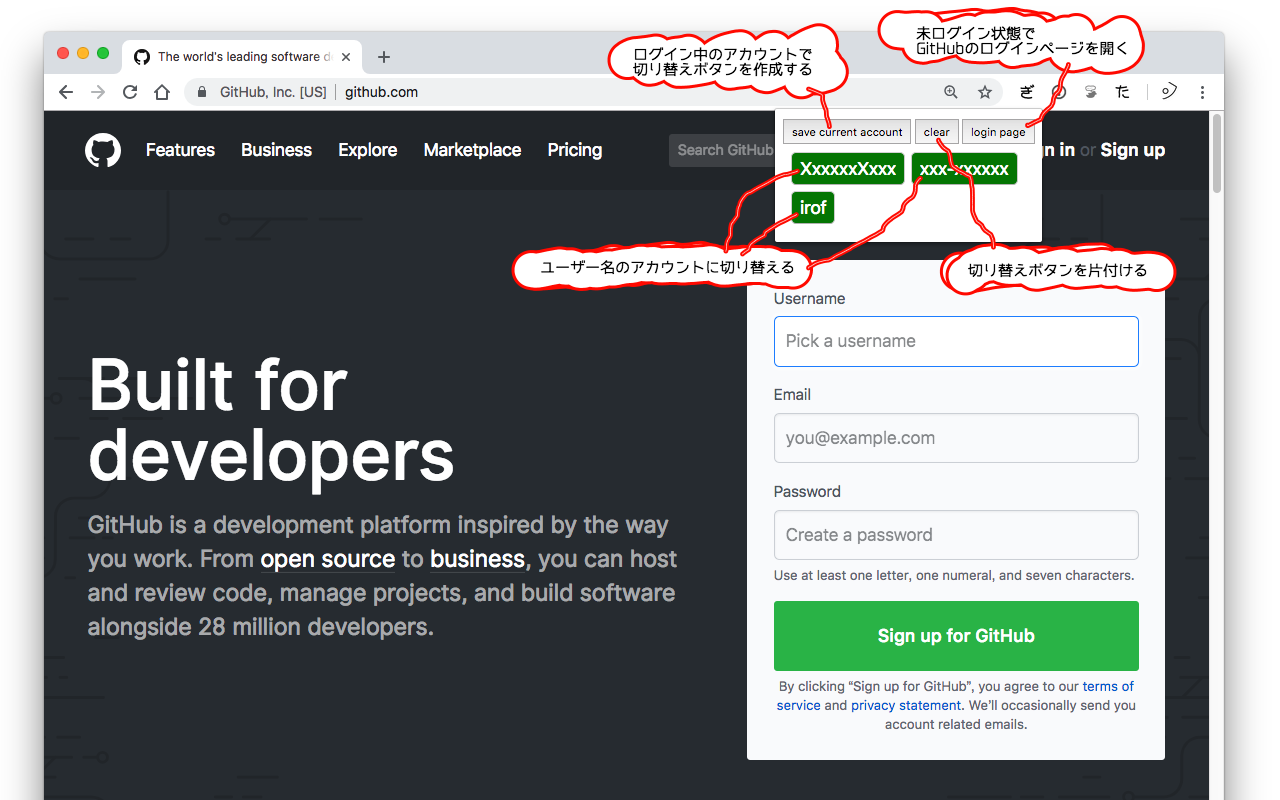 未ログイン状態で
GitHubのログインページを開く
ログイン中のアカウントで
切り替えボタンを作成する
The world's leading software d
GitHub, Inc. [US]
github.com
ぎ
た
save current account
clear
login page
Features
Business
Explore
Marketplace
Pricing
Search GitHub
in or Sign up
XxxxxxXxxx
xxx-xxxxxx
irof
ユーザー名のアカウントに切り替える
切り替えボタンを片付ける
Username
Pick a username
Email
you@example.com
Password
Create a password
Use at least one letter, one numeral, and seven characters.
Sign up for GitHub
By clicking “Sign up for GitHub”, you agree to our terms of
service and privacy statement. We’ll occasionally send you
account related emails.
Built for
developers
GitHub is a development platform inspired by the way
you work. From open source to business, you can host
and review code, manage projects, and build software
alongside 28 million developers.